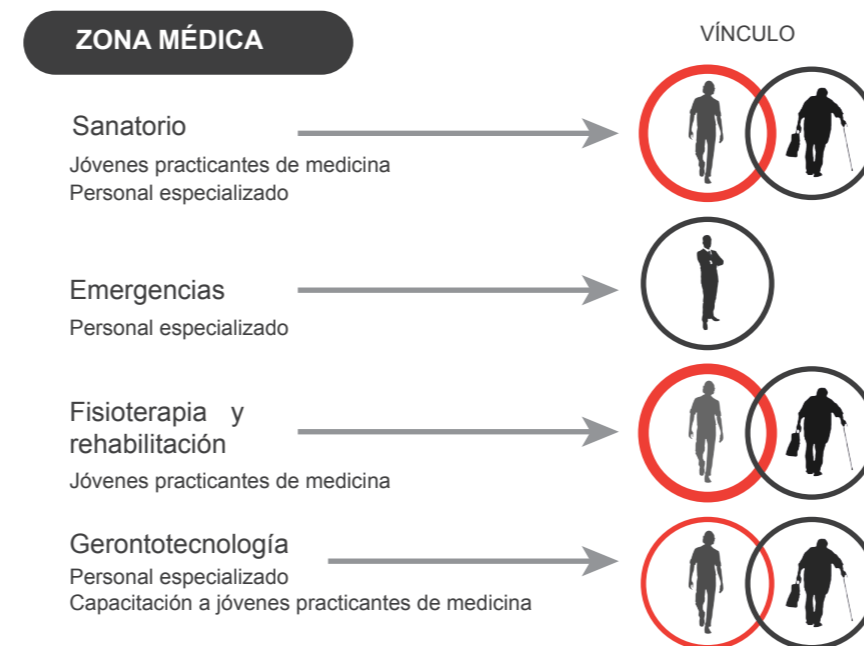 ZONA MÉDICA
VÍNCULO
Sanatorio
Jóvenes practicantes de medicina
Personal especializado
Emergencias
Personal especializado
Fisioterapia y
rehabilitación
Jóvenes practicantes de medicina
Gerontotecnología
Personal especializado
Capacitación a jóvenes practicantes de medicina